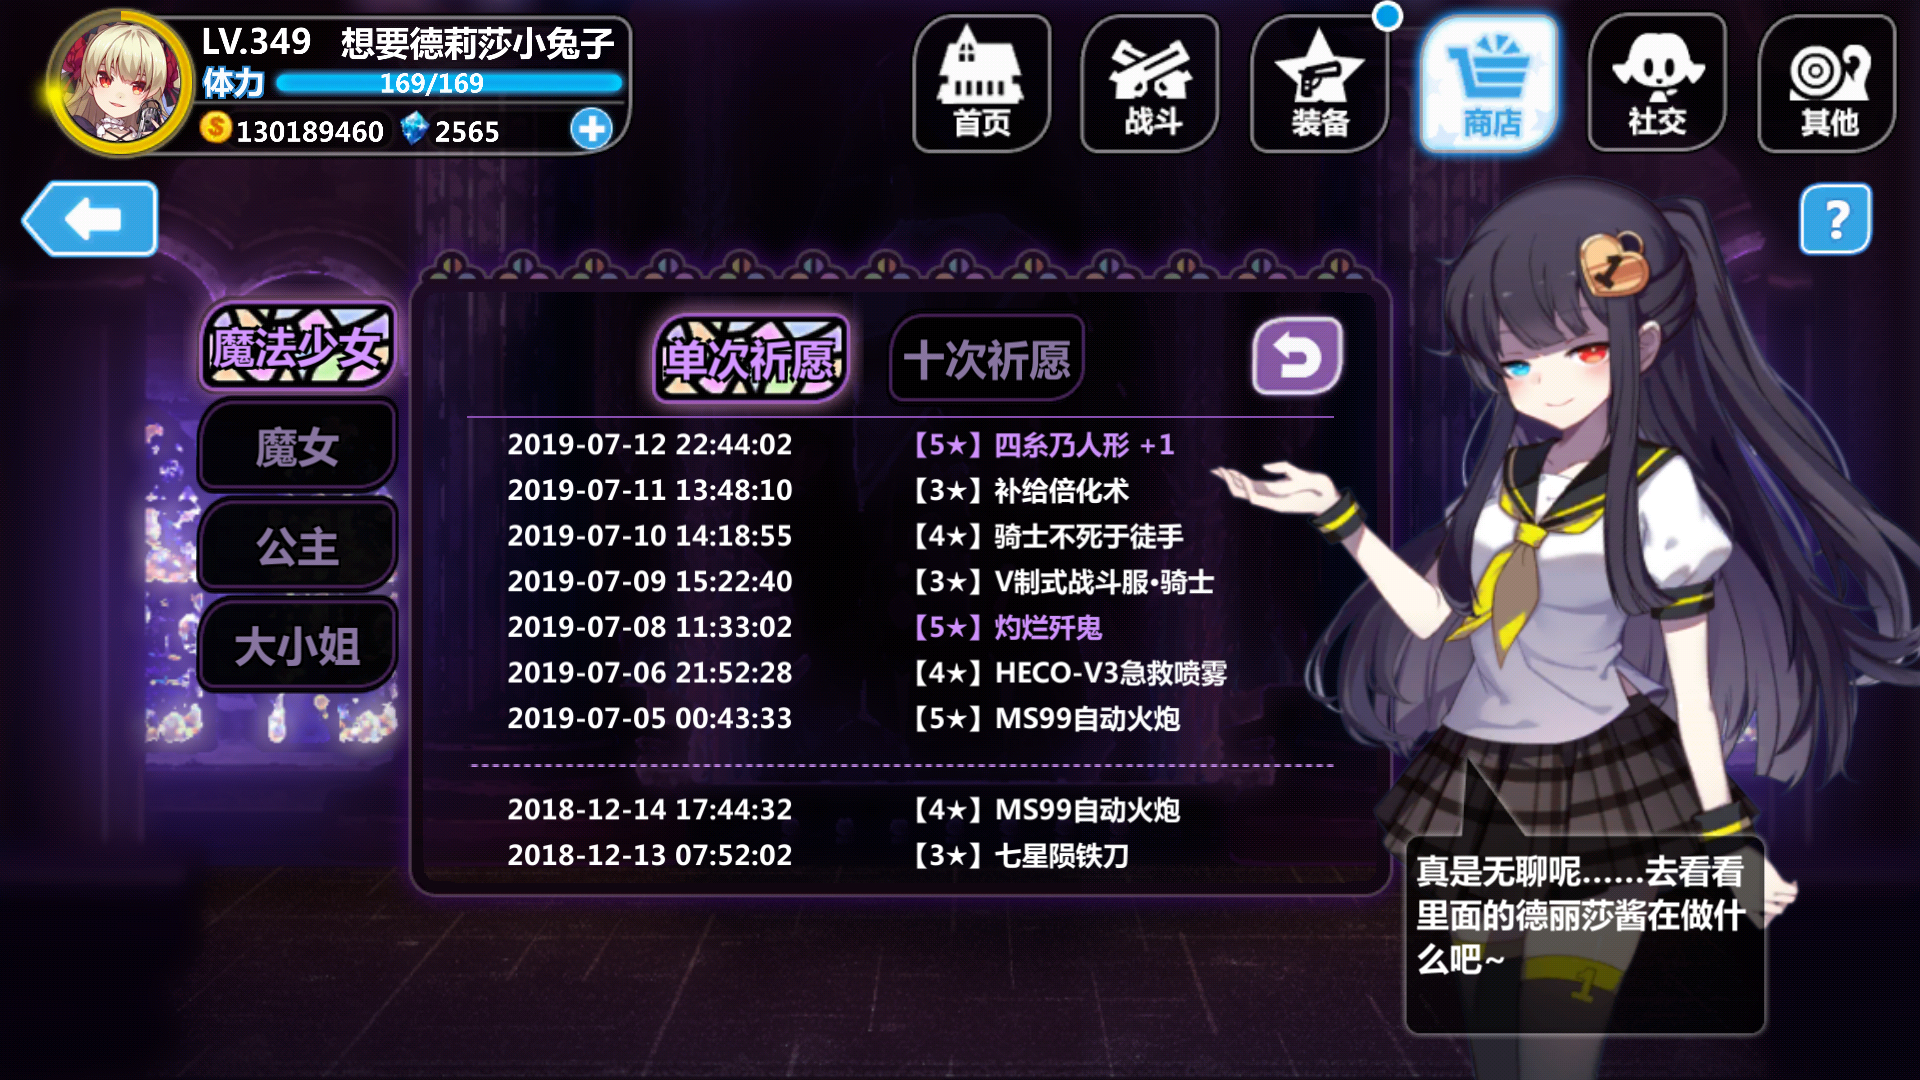 LV.349 想要德莉莎小兔子
体力 169/169
130189460 2565
首页 战斗 装备 商店 社交 其他
?
魔法少女
魔女
公主
大小姐
单次祈愿 十次祈愿
2019-07-12 22:44:02 【5★】四糸乃人形 +1
2019-07-11 13:48:10 【3★】补给倍化术
2019-07-10 14:18:55 【4★】骑士不死于徒手
2019-07-09 15:22:40 【3★】V制式战斗服•骑士
2019-07-08 11:33:02 【5★】灼烂歼鬼
2019-07-06 21:52:28 【4★】HECO-V3急救喷雾
2019-07-05 00:43:33 【5★】MS99自动火炮
2018-12-14 17:44:32 【4★】MS99自动火炮
2018-12-13 07:52:02 【3★】七星陨铁刀
真是无聊呢......去看看
里面的德丽莎酱在做什
么吧~
1